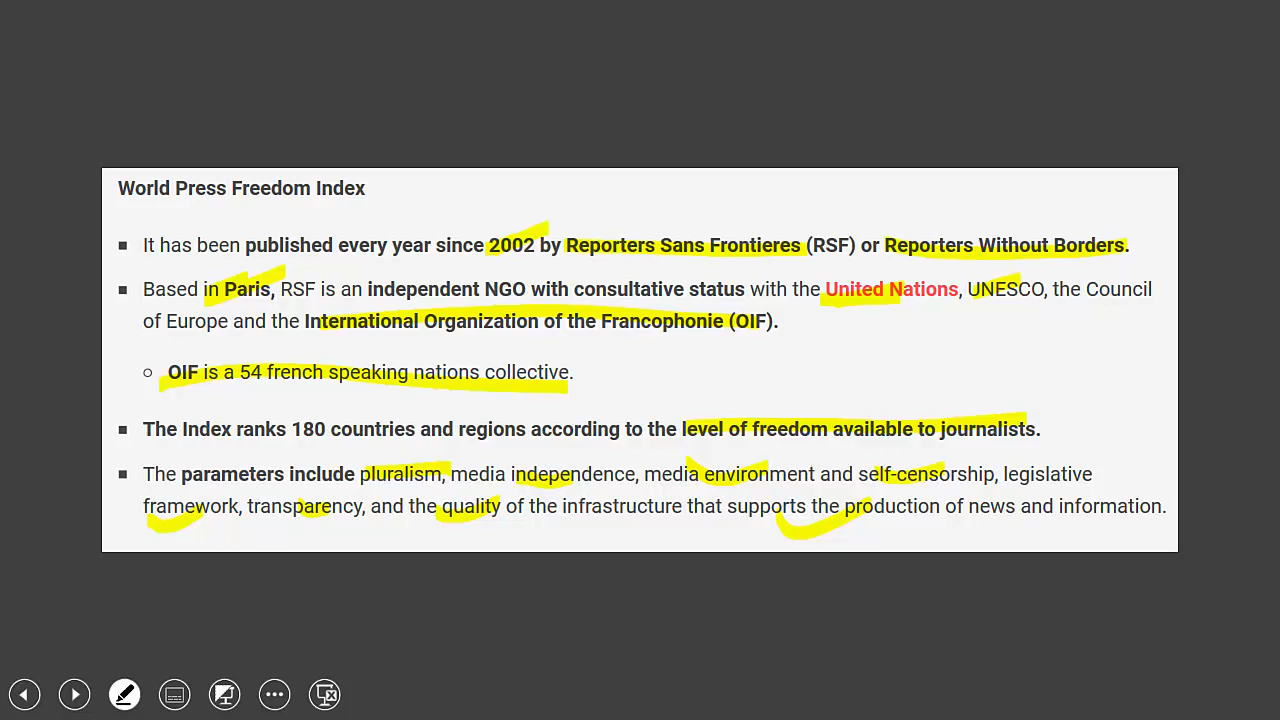 World Press Freedom Index
▪ It has been published every year since 2002 by Reporters Sans Frontieres (RSF) or Reporters Without Borders.
▪ Based in Paris, RSF is an independent NGO with consultative status with the United Nations, UNESCO, the Council
of Europe and the International Organization of the Francophonie (OIF).
○ OIF is a 54 french speaking nations collective.
▪ The Index ranks 180 countries and regions according to the level of freedom available to journalists.
▪ The parameters include pluralism, media independence, media environment and self-censorship, legislative
framework, transparency, and the quality of the infrastructure that supports the production of news and information.